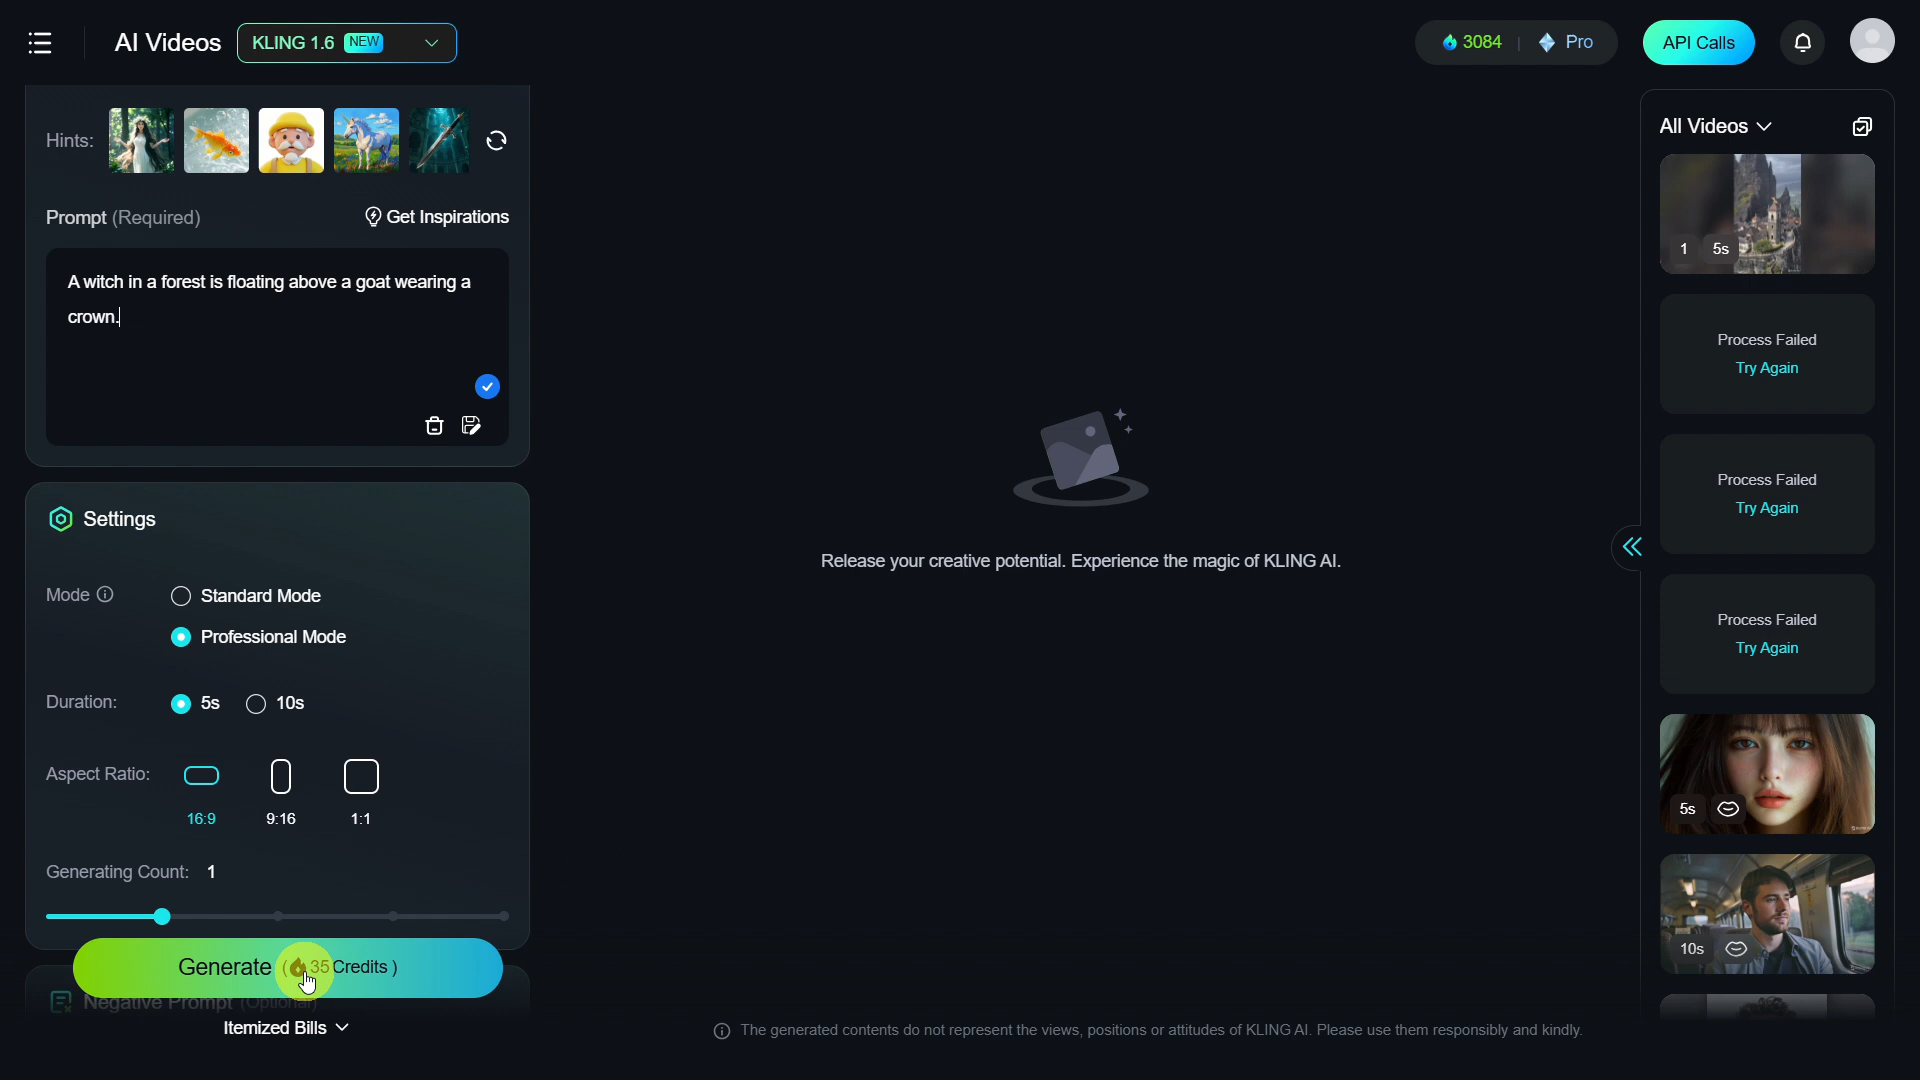 AI Videos
KLING 1.6 NEW
3084 | Pro
API Calls
Hints:
Prompt (Required)
Get Inspirations
A witch in a forest is floating above a goat wearing a
crown.
Settings
Mode
Standard Mode
Professional Mode
Duration:
5s
10s
Aspect Ratio:
16:9
9:16
1:1
Generating Count: 1
Generate ( 35 Credits )
Negative Prompt (Optional)
Itemized Bills
Release your creative potential. Experience the magic of KLING AI.
The generated contents do not represent the views, positions or attitudes of KLING AI. Please use them responsibly and kindly.
All Videos
1 5s
Process Failed
Try Again
Process Failed
Try Again
Process Failed
Try Again
5s
10s